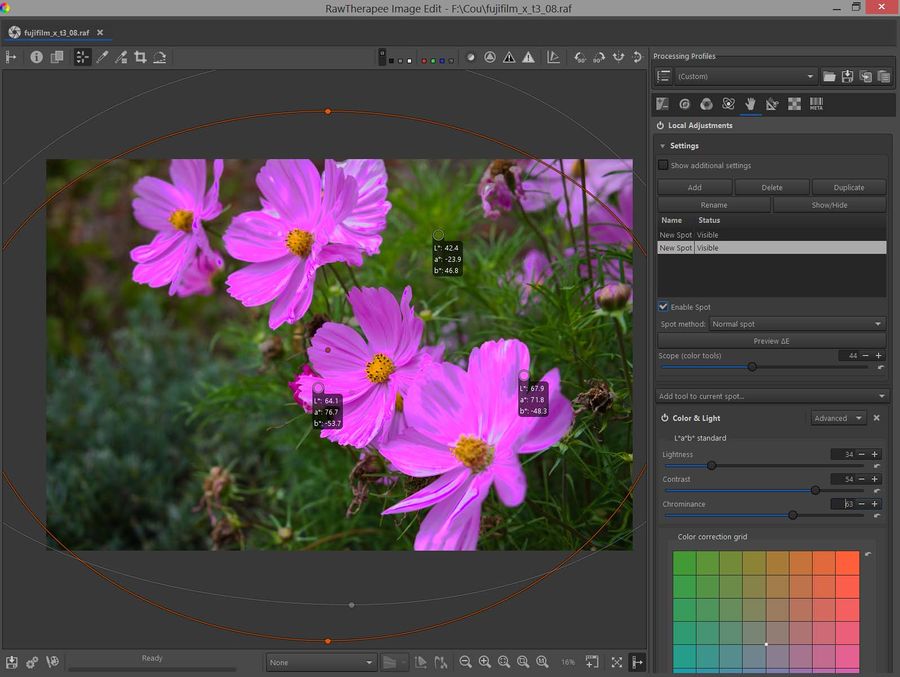 RawTherapee Image Edit - F:\Cou\fujifilm_x_t3_08.raf
fujifilm_x_t3_08.raf
Processing Profiles
(Custom)
META
Local Adjustments
Settings
Show additional settings
Add Delete Duplicate
Rename Show/Hide
Name Status
New Spot Visible
New Spot Visible
Enable Spot
Spot method: Normal spot
Preview ΔE
Scope (color tools) 44
Add tool to current spot...
Color & Light Advanced
L*a*b* standard
Lightness 34
Contrast 54
Chrominance 63
Color correction grid
L*: 42.4
a*: -23.9
b*: 46.8
L*: 64.1
a*: 76.7
b*: -53.7
L*: 67.9
a*: 71.8
b*: -48.3
Ready
None
16%